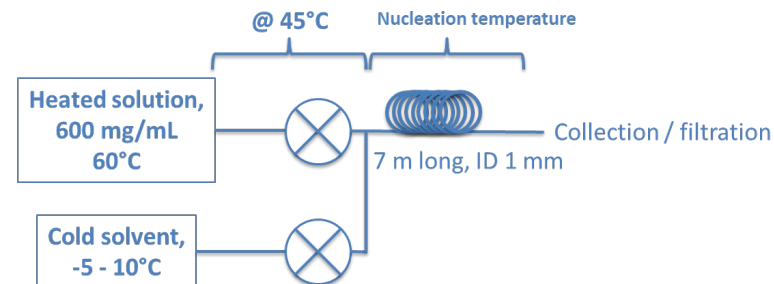 @ 45°C
Nucleation temperature
Heated solution,
600 mg/mL
60°C
Collection / filtration
7 m long, ID 1 mm
Cold solvent,
-5 - 10°C